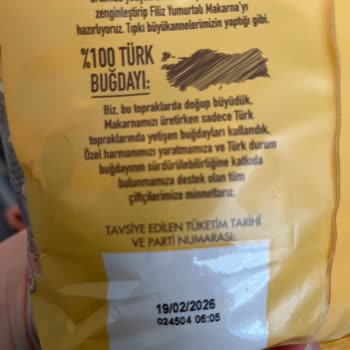 zenginleştirip Filiz Yumurtalı Makarna'yı
hazırlıyoruz. Tıpkı büyükannelerimizin yaptığı gibi.
%100 TÜRK
BUĞDAYI:
Biz, bu topraklarda doğup büyüdük.
Makarnamızı üretirken sadece Türk
topraklarında yetişen buğdayları kullandık.
Özel harmanımızı yaratmamıza ve Türk durum
buğdayının sürdürülebilirliğine katkıda
bulunmamıza destek olan tüm
çiftçilerimize minnettarız.
TAVSİYE EDİLEN TÜKETİM TARİHİ
VE PARTİ NUMARASI:
19/02/2026
024504 06:05